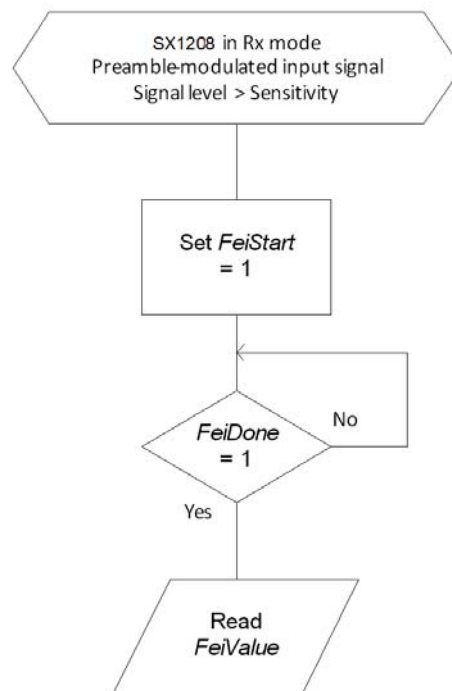 SX1208 in Rx mode
Preamble-modulated input signal
Signal level > Sensitivity
Set FeiStart
= 1
No
FeiDone
= 1
Yes
Read
FeiValue